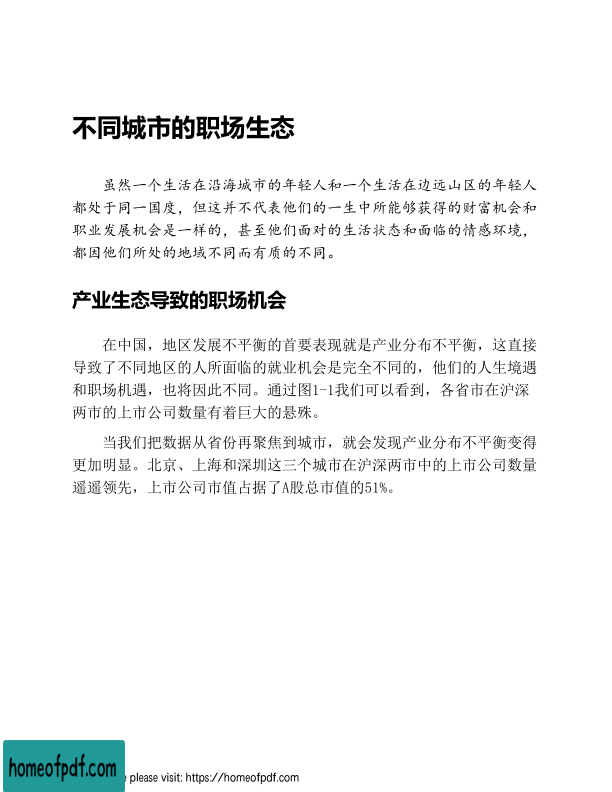 不同城市的职场生态
虽然一个生活在沿海城市的年轻人和一个生活在边远山区的年轻人
都处于同一国度，但这并不代表他们的一生中所能够获得的财富机会和
职业发展机会是一样的，甚至他们面对的生活状态和面临的情感环境，
都因他们所处的地域不同而有质的不同。
产业生态导致的职场机会
在中国，地区发展不平衡的首要表现就是产业分布不平衡，这直接
导致了不同地区的人所面临的就业机会是完全不同的，他们的人生境遇
和职场机遇，也将因此不同。通过图1-1我们可以看到，各省市在沪深
两市的上市公司数量有着巨大的悬殊。
当我们把数据从省份再聚焦到城市，就会发现产业分布不平衡变得
更加明显。北京、上海和深圳这三个城市在沪深两市中的上市公司数量
遥遥领先，上市公司市值占据了A股总市值的51%。
homeofpdf.com
e please visit: https://homeofpdf.com